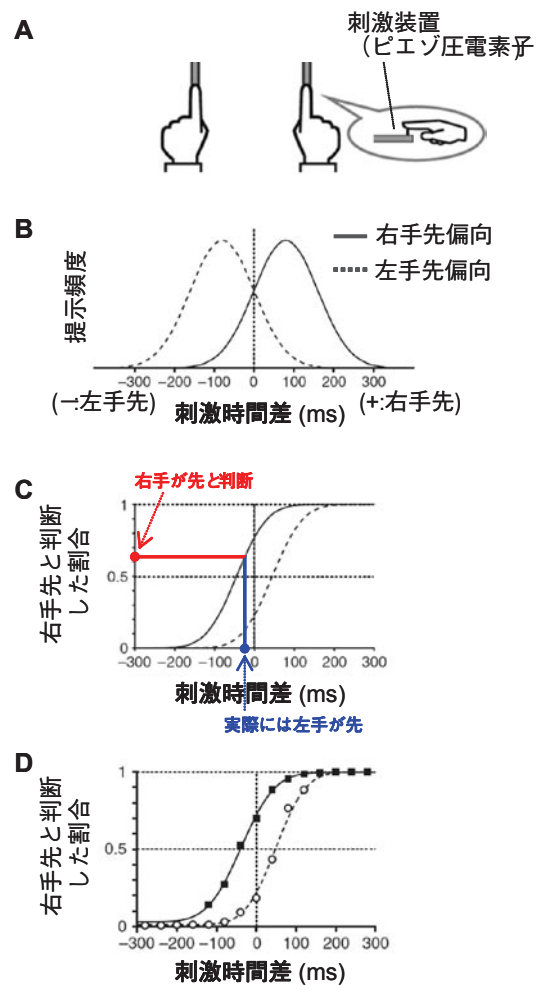 A
刺激装置
（ピエゾ圧電素子）
B
右手先偏向
左手先偏向
提示頻度
−300 −200 −100 0 100 200 300
(−:左手先)
刺激時間差 (ms)
(+:右手先)
C
右手が先と判断
右手先と判断
した割合
1
0.5
0
-300 -200 -100 0 100 200 300
刺激時間差 (ms)
実際には左手が先
D
右手先と判断
した割合
1
0.5
0
-300 -200 -100 0 100 200 300
刺激時間差 (ms)